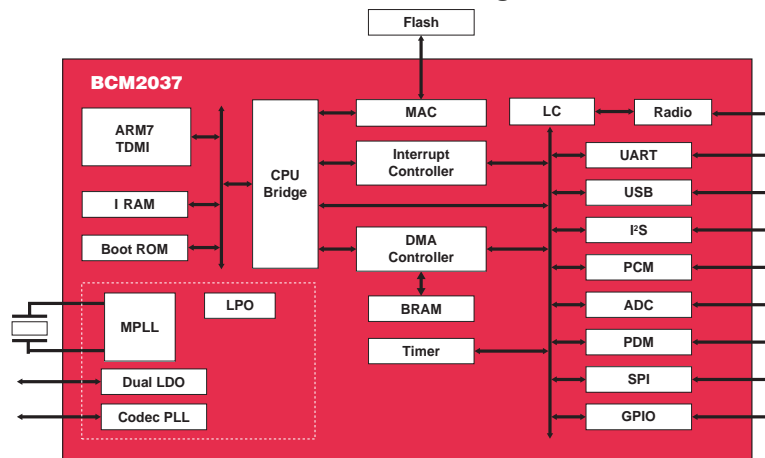 Flash
BCM2037
ARM7
TDMI
I RAM
Boot ROM
CPU
Bridge
MAC
Interrupt
Controller
DMA
Controller
BRAM
Timer
LC
Radio
UART
USB
I²S
PCM
ADC
PDM
SPI
GPIO
LPO
MPLL
Dual LDO
Codec PLL